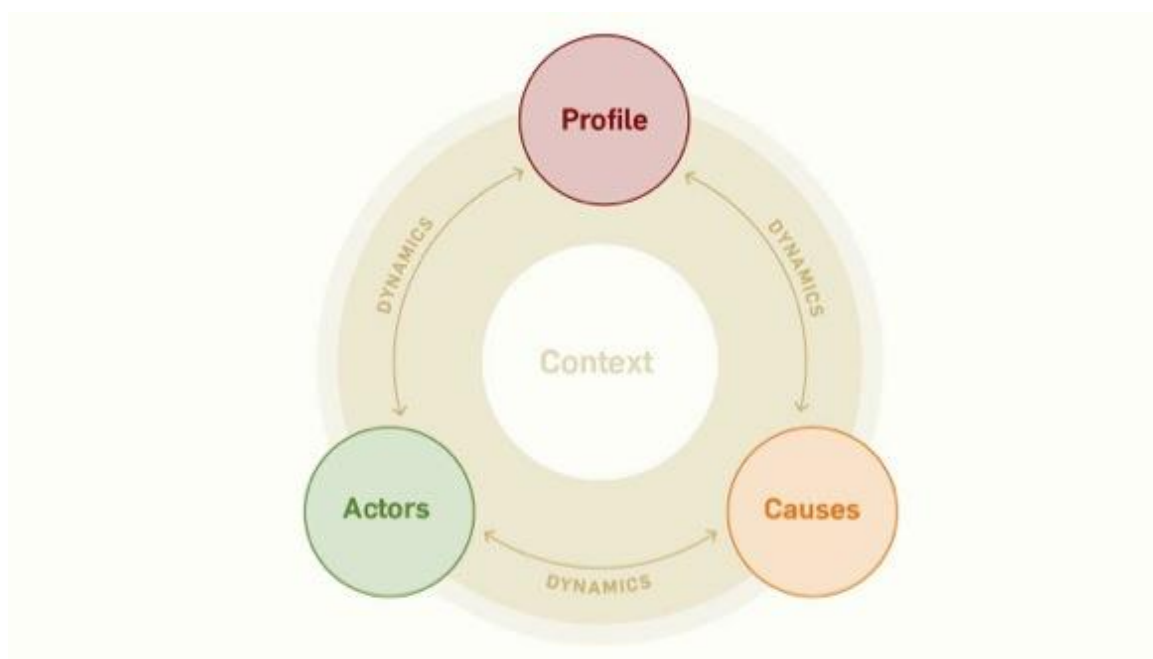 Profile
DYNAMICS
DYNAMICS
Context
Actors
Causes
DYNAMICS